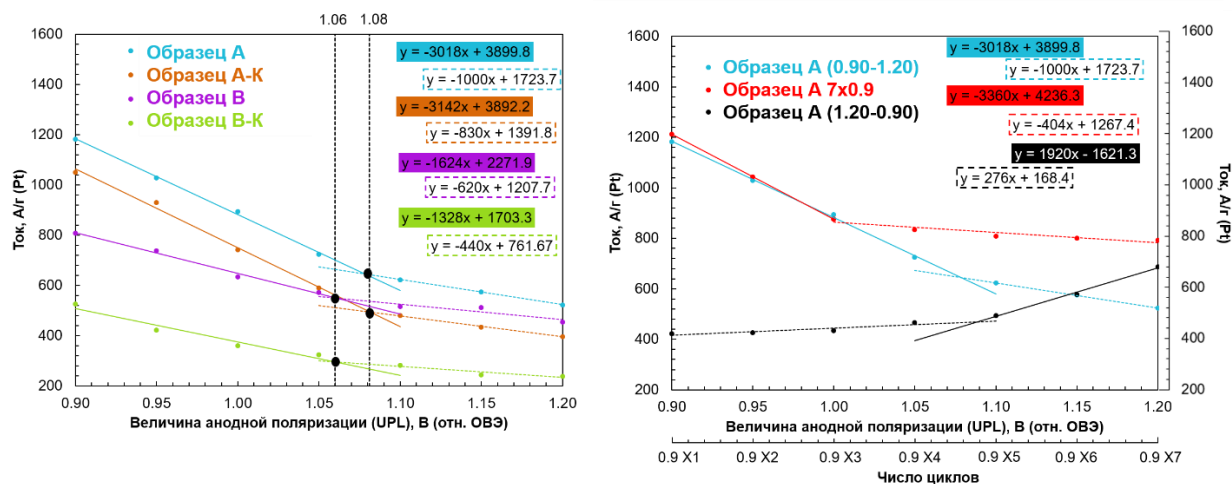 1.06 1.08
1600
1400
1200
1000
800
600
400
200
Ток, А/г (Pt)
Образец А
Образец А-К
Образец В
Образец В-К
y = -3018x + 3899.8
y = -1000x + 1723.7
y = -3142x + 3892.2
y = -830x + 1391.8
y = -1624x + 2271.9
y = -620x + 1207.7
y = -1328x + 1703.3
y = -440x + 761.67
0.90 0.95 1.00 1.05 1.10 1.15 1.20
Величина анодной поляризации (UPL), В (отн. ОВЭ)
1600
1400
1200
1000
800
600
400
200
Ток, А/г (Pt)
Образец А (0.90-1.20)
Образец А 7x0.9
Образец А (1.20-0.90)
y = -3018x + 3899.8
y = -1000x + 1723.7
y = -3360x + 4236.3
y = -404x + 1267.4
y = 1920x - 1621.3
y = 276x + 168.4
1600
1400
1200
1000
800
600
400
200
Ток, А/г (Pt)
0.90 0.95 1.00 1.05 1.10 1.15 1.20
Величина анодной поляризации (UPL), В (отн. ОВЭ)
0.9 X1 0.9 X2 0.9 X3 0.9 X4 0.9 X5 0.9 X6 0.9 X7
Число циклов